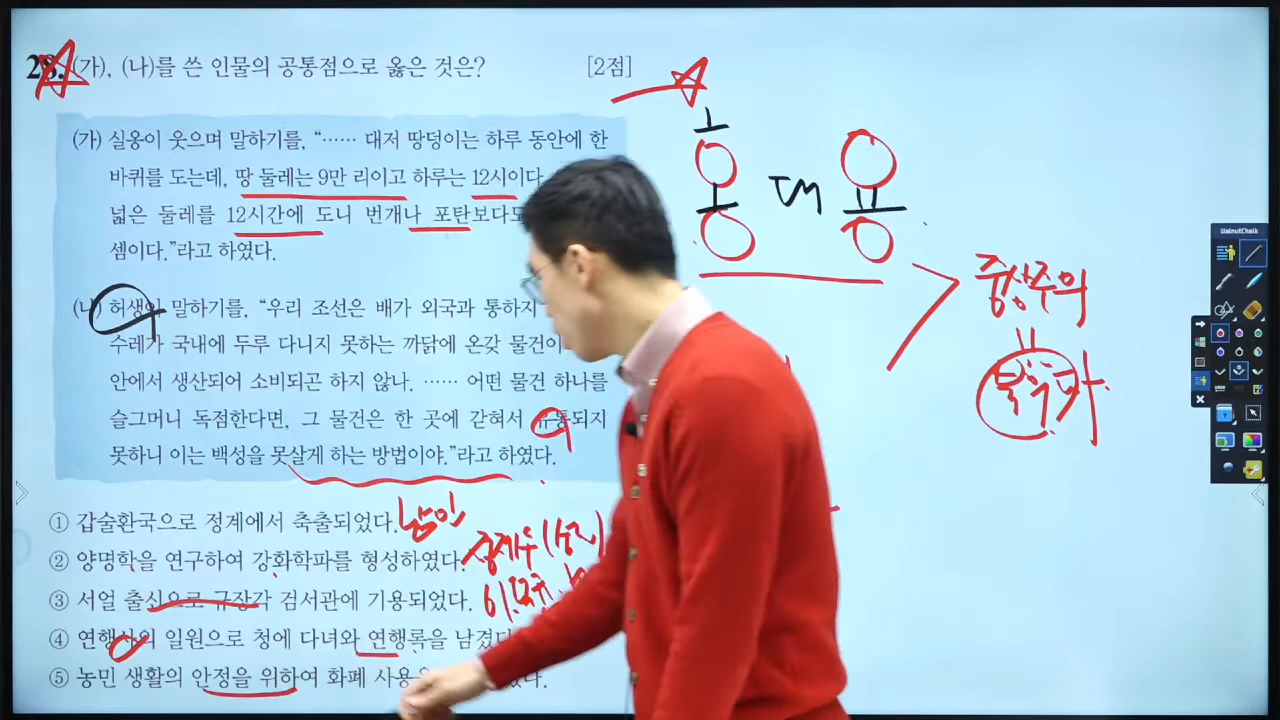 28. (가), (나)를 쓴 인물의 공통점으로 옳은 것은? [2점]
(가) 실옹이 웃으며 말하기를, “…… 대저 땅덩이는 하루 동안에 한
바퀴를 도는데, 땅 둘레는 9만 리이고 하루는 12시이다.
넓은 둘레를 12시간에 도니 번개나 포탄보다도
셈이다.”라고 하였다.
(나) 허생이 말하기를, “우리 조선은 배가 외국과 통하지
수레가 국내에 두루 다니지 못하는 까닭에 온갖 물건이
안에서 생산되어 소비되곤 하지 않나. …… 어떤 물건 하나를
슬그머니 독점한다면, 그 물건은 한 곳에 갇혀서 유통되지
못하니 이는 백성을 못살게 하는 방법이야.”라고 하였다.
① 갑술환국으로 정계에서 축출되었다.
남인
② 양명학을 연구하여 강화학파를 형성하였다.
③ 서얼 출신으로 규장각 검서관에 기용되었다.
④ 연행사의 일원으로 청에 다녀와 연행록을
⑤ 농민 생활의 안정을 위하여 화폐
홍대용
중상주의
북학파
WalnutChalk